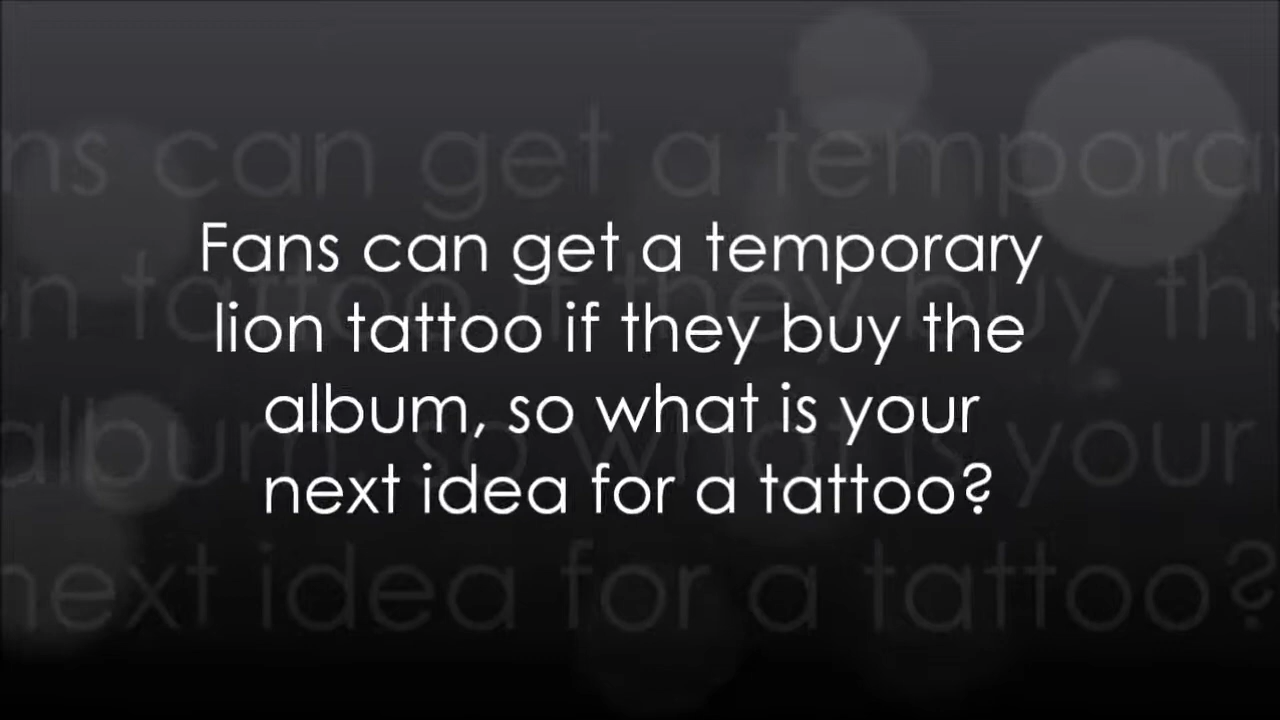 Fans can get a temporary
lion tattoo if they buy the
album, so what is your
next idea for a tattoo?